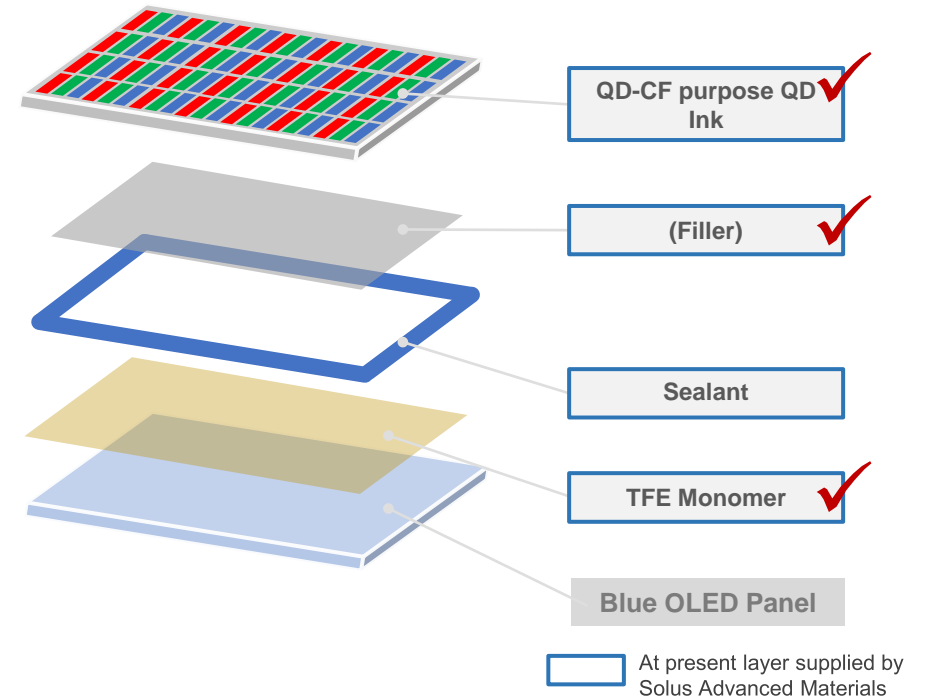 QD-CF purpose QD
Ink
(Filler)
Sealant
TFE Monomer
Blue OLED Panel
At present layer supplied by
Solus Advanced Materials